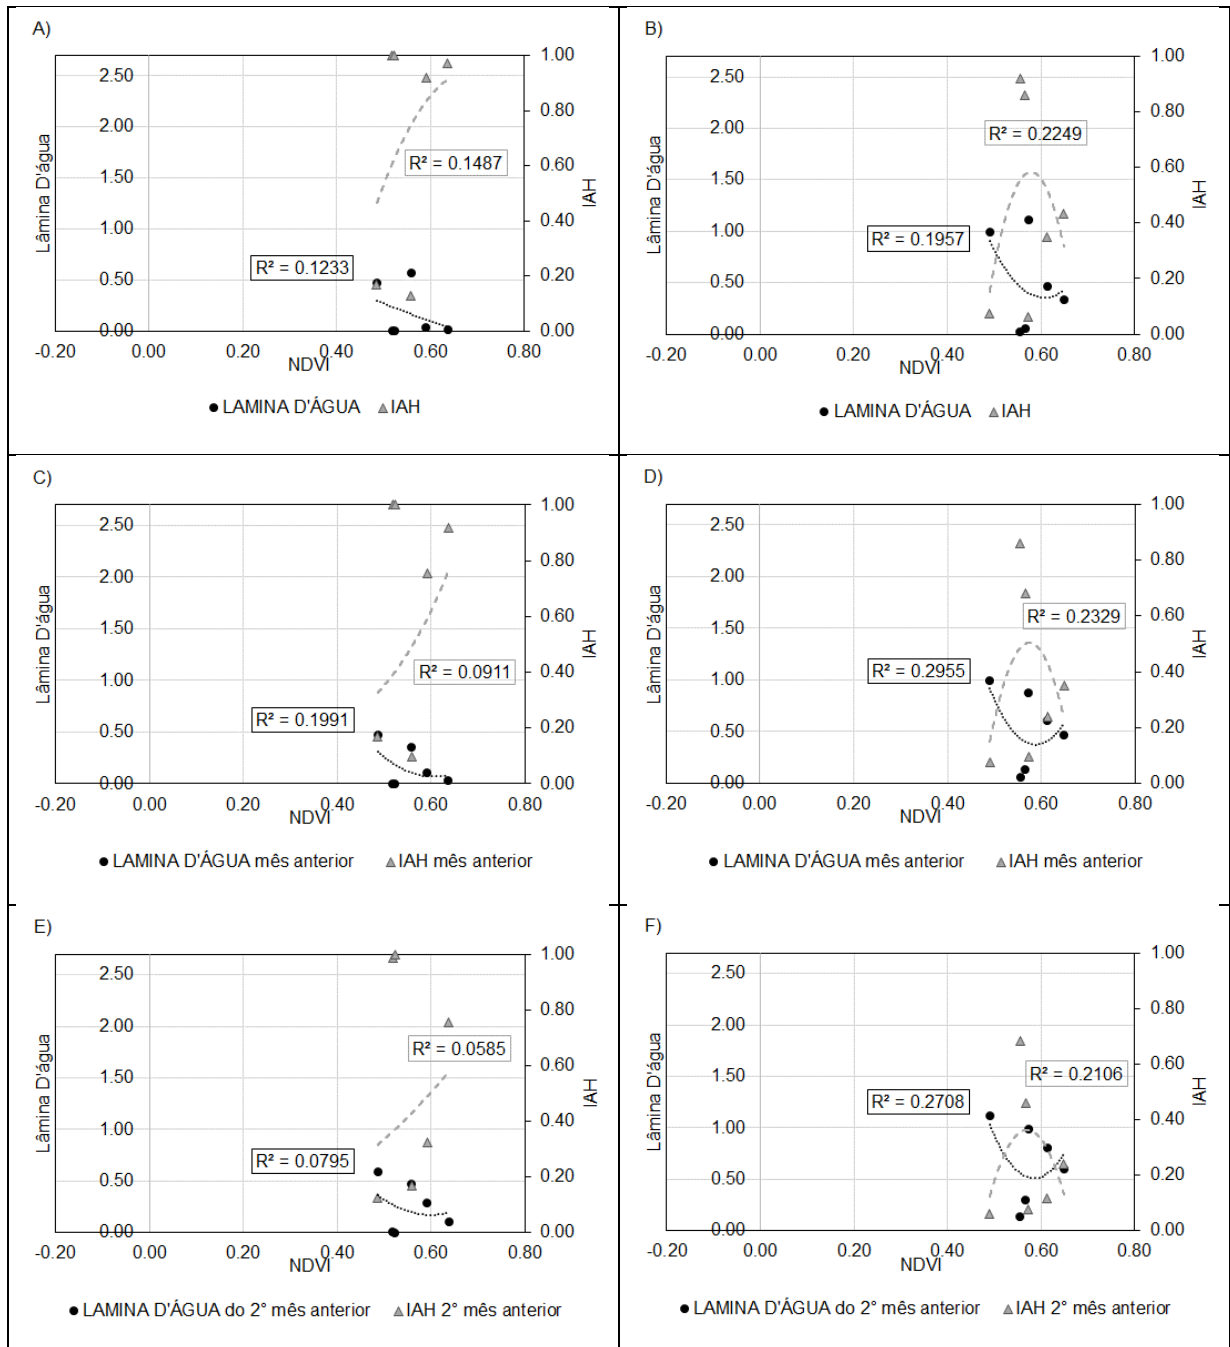 A)
1.00
2.50
0.80
2.00
R² = 0.1487
0.60
1.50
Lâmina D'água
IAH
0.40
1.00
R² = 0.1233
0.50
0.20
0.00
0.00
-0.20 0.00 0.20 0.40 0.60 0.80
NDVI
LAMINA D'ÁGUA IAH
B)
1.00
2.50
0.80
2.00
R² = 0.2249
0.60
1.50
Lâmina D'água
IAH
0.40
1.00
R² = 0.1957
0.50
0.20
0.00
0.00
-0.20 0.00 0.20 0.40 0.60 0.80
NDVI
LAMINA D'ÁGUA IAH
C)
1.00
2.50
0.80
2.00
0.60
1.50
Lâmina D'água
IAH
R² = 0.0911
0.40
1.00
R² = 0.1991
0.50
0.20
0.00
0.00
-0.20 0.00 0.20 0.40 0.60 0.80
NDVI
LAMINA D'ÁGUA mês anterior IAH mês anterior
D)
1.00
2.50
0.80
2.00
R² = 0.2329
0.60
1.50
Lâmina D'água
IAH
R² = 0.2955
0.40
1.00
0.50
0.20
0.00
0.00
-0.20 0.00 0.20 0.40 0.60 0.80
NDVI
LAMINA D'ÁGUA mês anterior IAH mês anterior
E)
1.00
2.50
0.80
2.00
R² = 0.0585
0.60
1.50
Lâmina D'água
IAH
0.40
1.00
R² = 0.0795
0.50
0.20
0.00
0.00
-0.20 0.00 0.20 0.40 0.60 0.80
NDVI
LAMINA D'ÁGUA do 2° mês anterior IAH 2° mês anterior
F)
1.00
2.50
0.80
2.00
R² = 0.2106
0.60
1.50
Lâmina D'água
IAH
R² = 0.2708
0.40
1.00
0.50
0.20
0.00
0.00
-0.20 0.00 0.20 0.40 0.60 0.80
NDVI
LAMINA D'ÁGUA do 2° mês anterior IAH 2° mês anterior